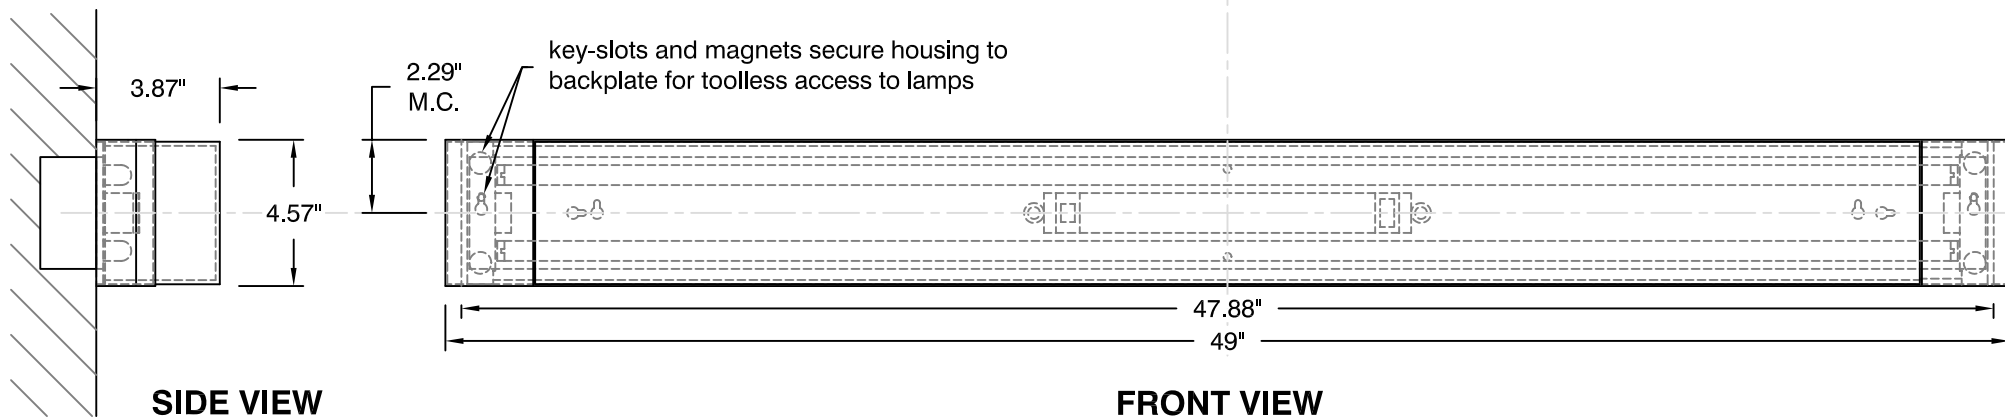 key-slots and magnets secure housing to
backplate for toolless access to lamps
3.87"
2.29"
M.C.
4.57"
47.88"
49"
SIDE VIEW
FRONT VIEW